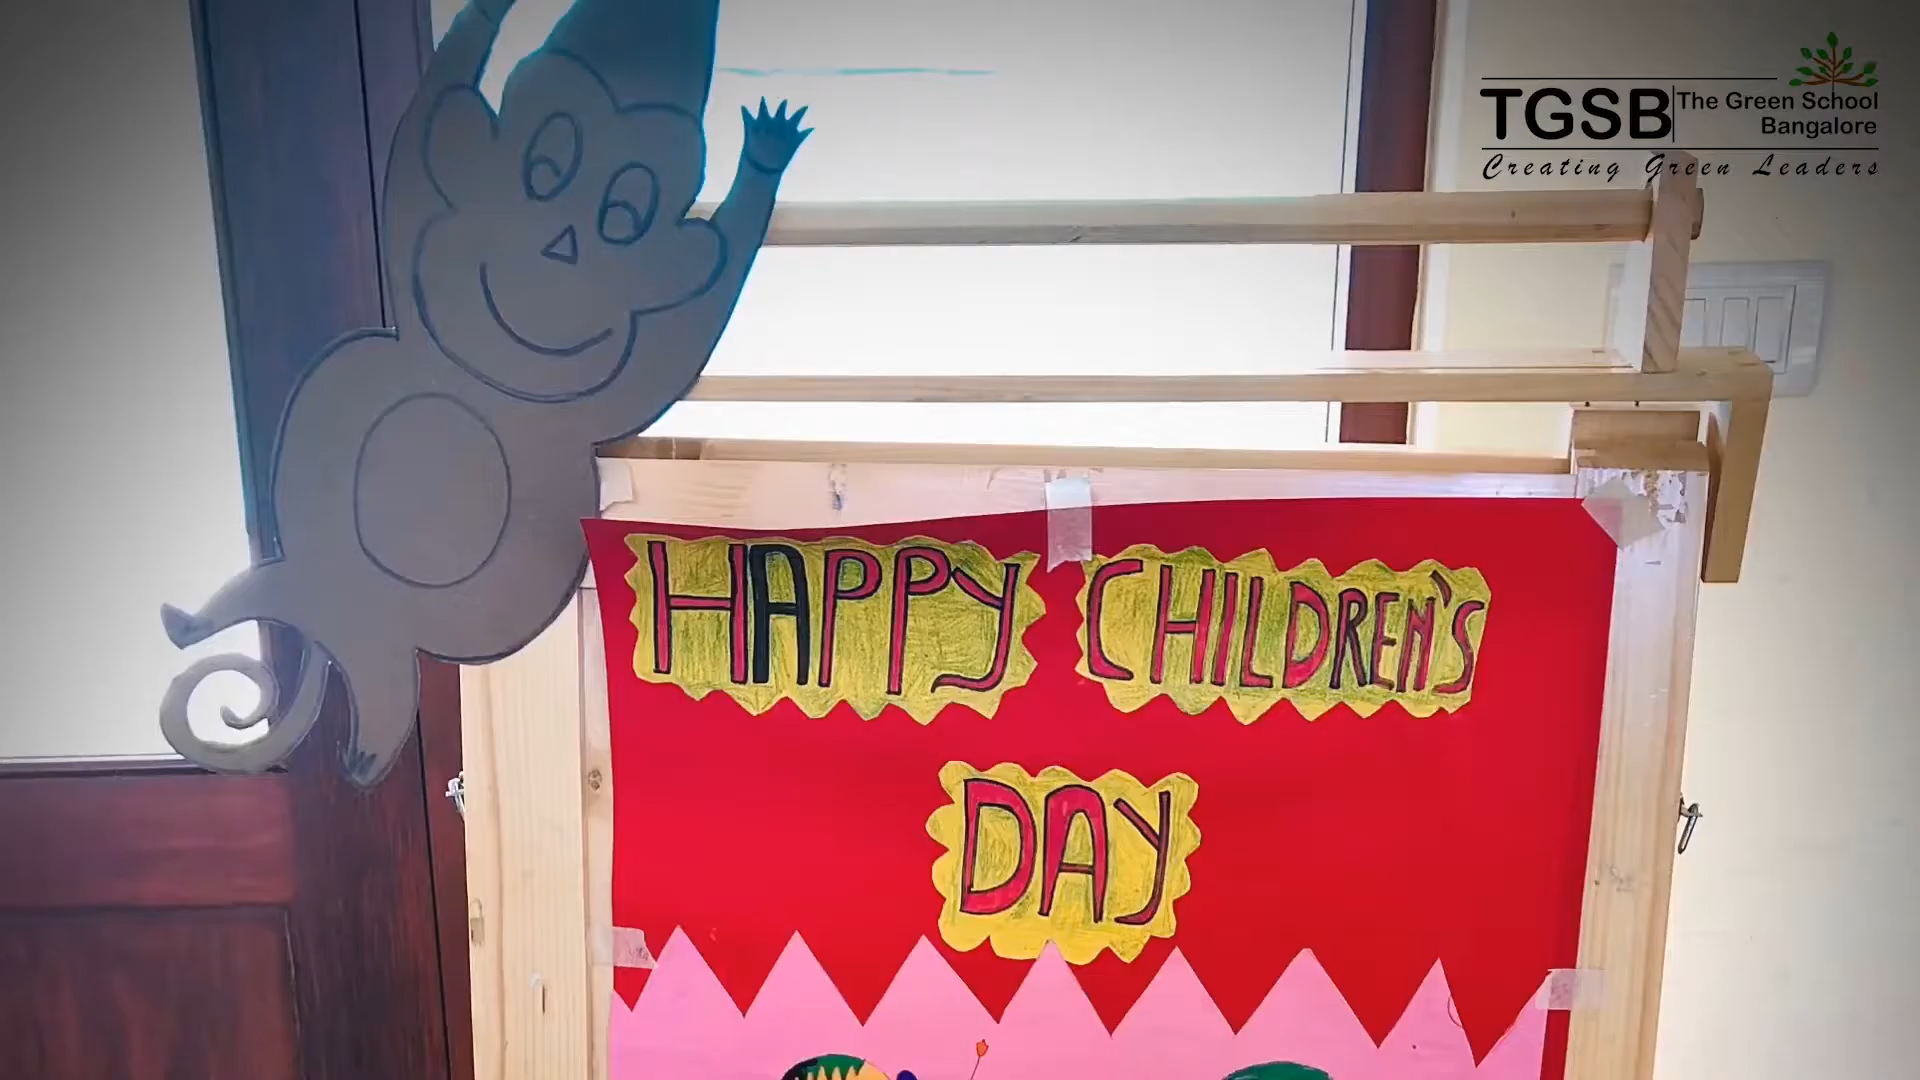 TGSB The Green School
Bangalore
Creating Green Leaders
HAPPY CHILDREN'S
DAY